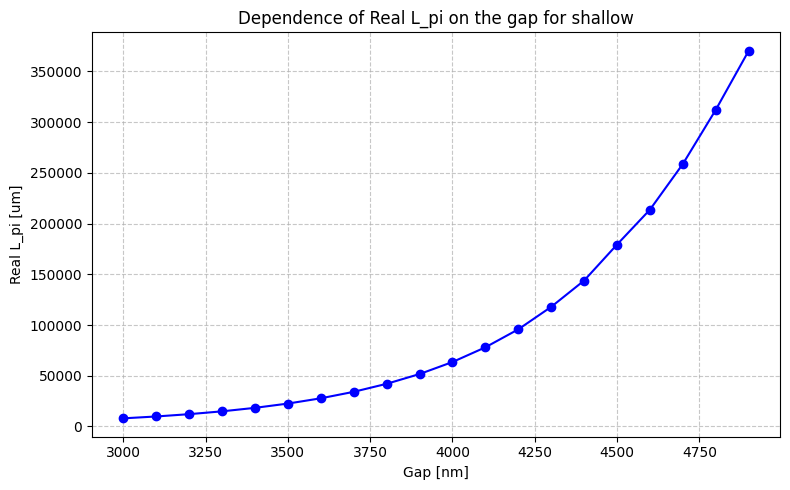 Dependence of Real L_pi on the gap for shallow
Real L_pi [um]
350000
300000
250000
200000
150000
100000
50000
0
3000 3250 3500 3750 4000 4250 4500 4750
Gap [nm]